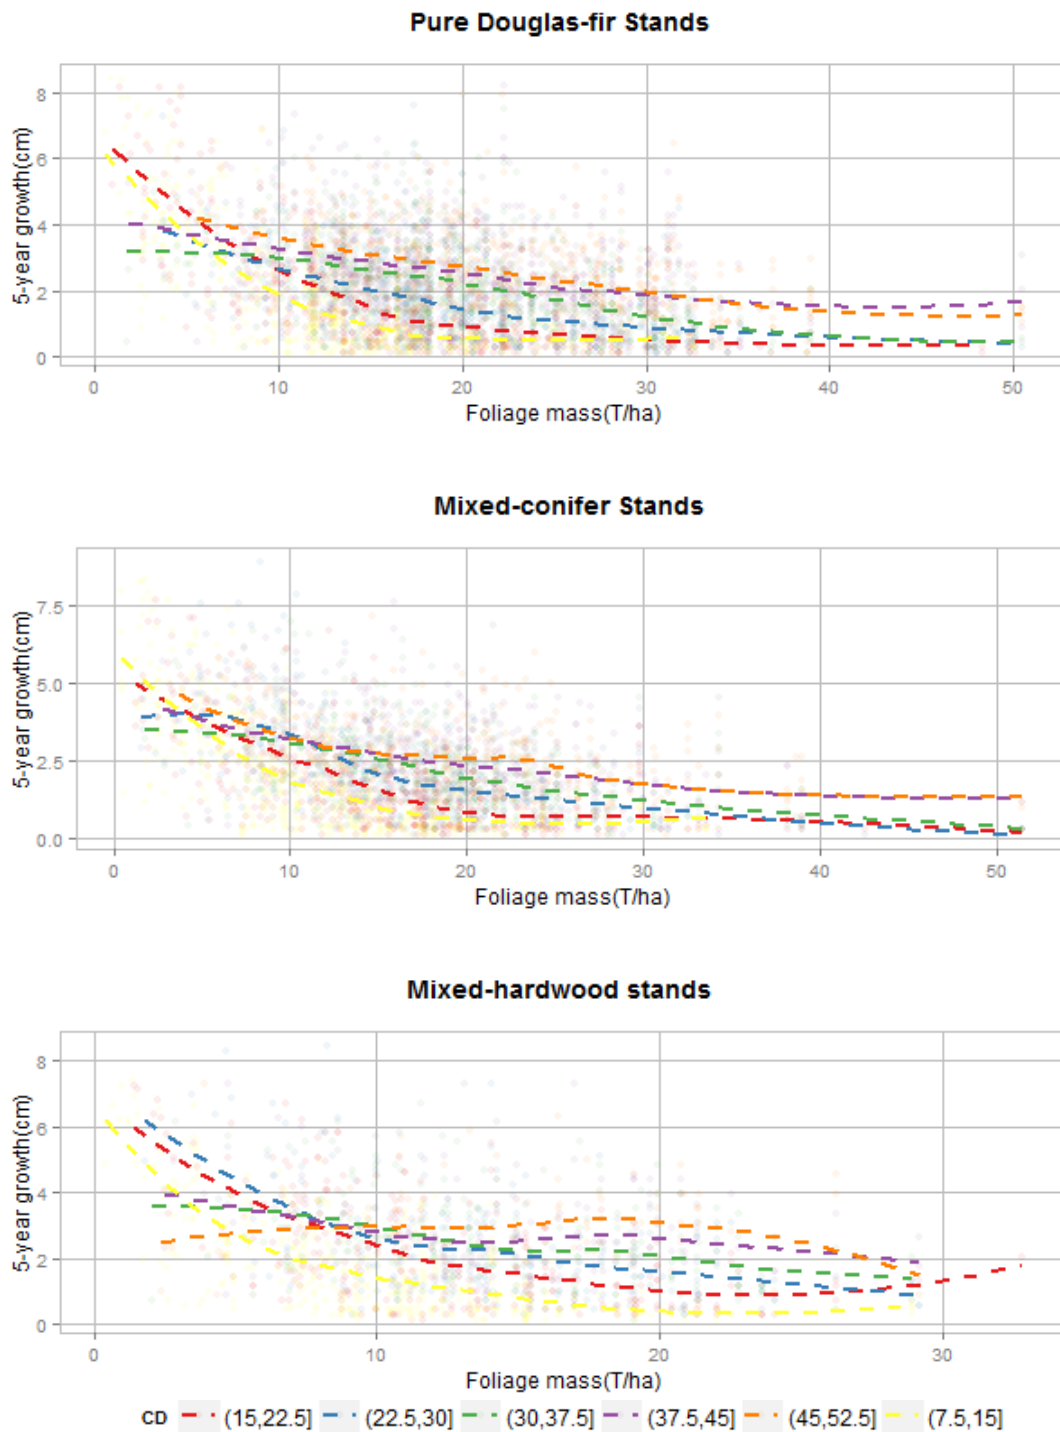 Pure Douglas-fir Stands
5-year growth(cm)
8
6
4
2
0
0 10 20 30 40 50
Foliage mass(T/ha)
Mixed-conifer Stands
5-year growth(cm)
7.5
5.0
2.5
0.0
0 10 20 30 40 50
Foliage mass(T/ha)
Mixed-hardwood stands
5-year growth(cm)
8
6
4
2
0
0 10 20 30
Foliage mass(T/ha)
CD (15,22.5] (22.5,30] (30,37.5] (37.5,45] (45,52.5] (7.5,15]